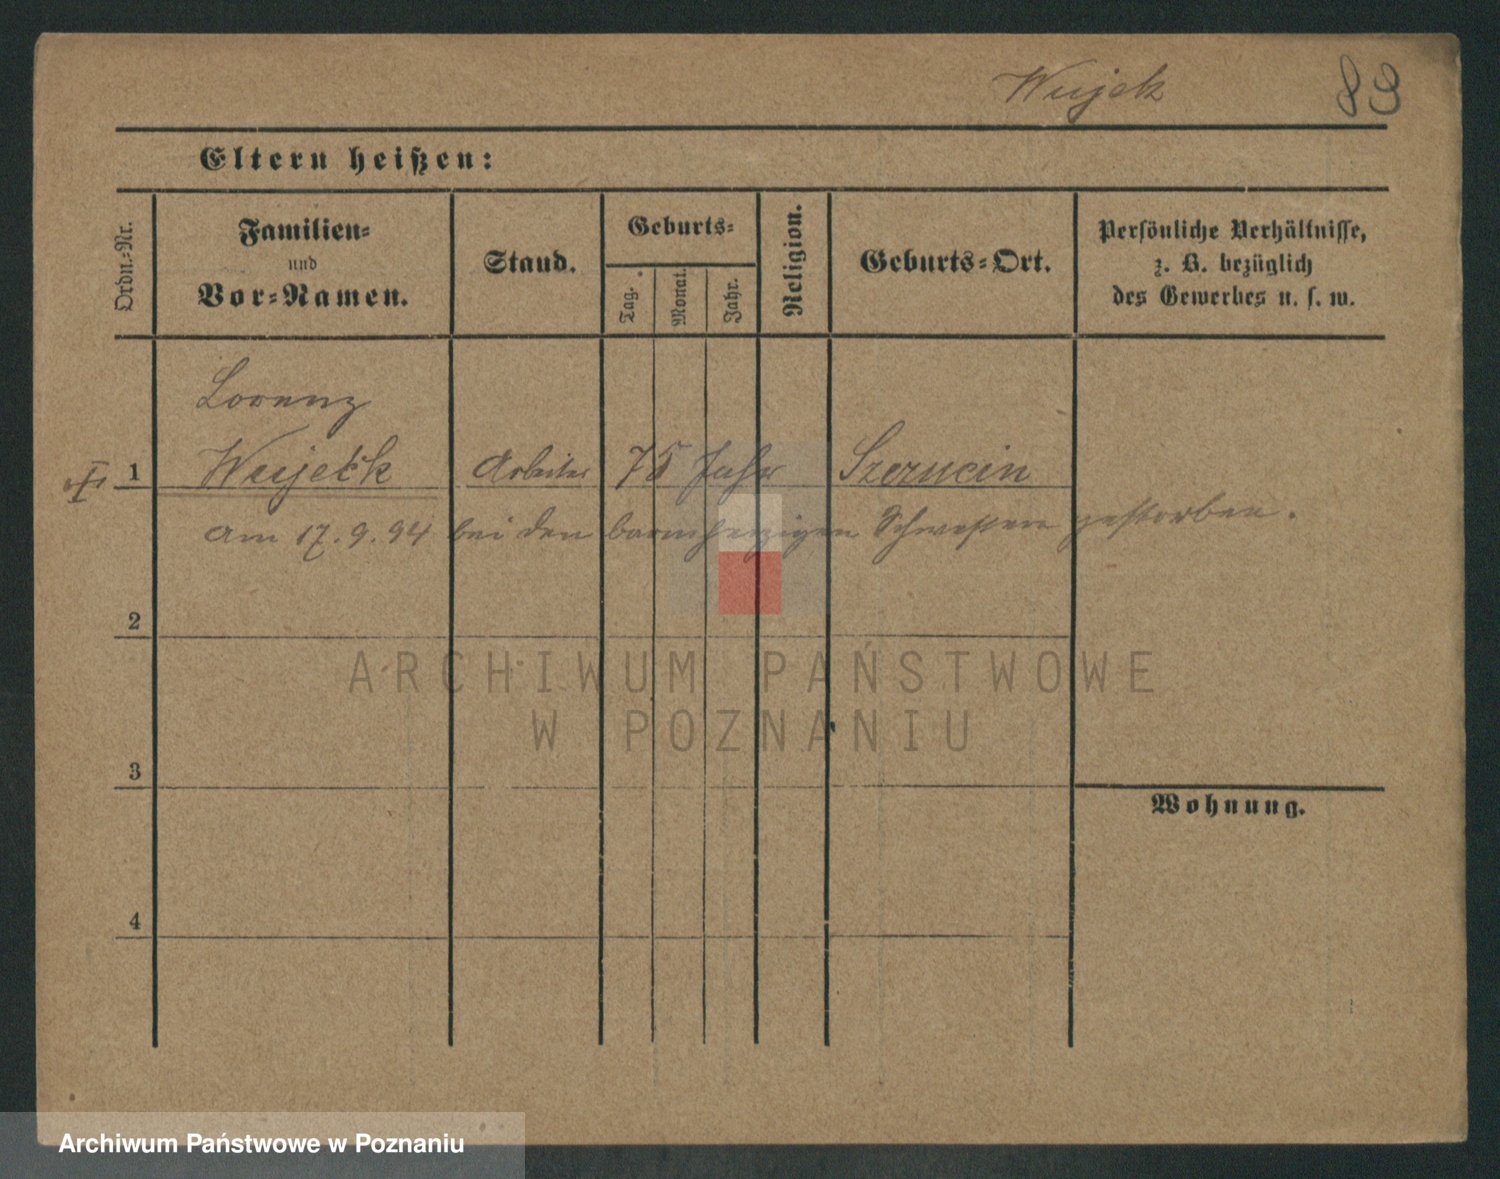 Wujek 83
Eltern heißen:
Ordn.-Nr.
Familien-
und
Vor-Namen.
Stand.
Geburts-
Tag.
Monat.
Jahr.
Religion.
Geburts-Ort.
Persönliche Verhältnisse,
z. B. bezüglich
des Gewerbes u. s. w.
Lorenz
1 Wujeck Arbeiter 75 Jahr
am 17.9.94 bei den barmherzigen Schwestern gestorben.
2
ARCHIWUM PAŃSTWOWE
W POZNANIU
3
Wohnung.
4
Archiwum Państwowe w Poznaniu